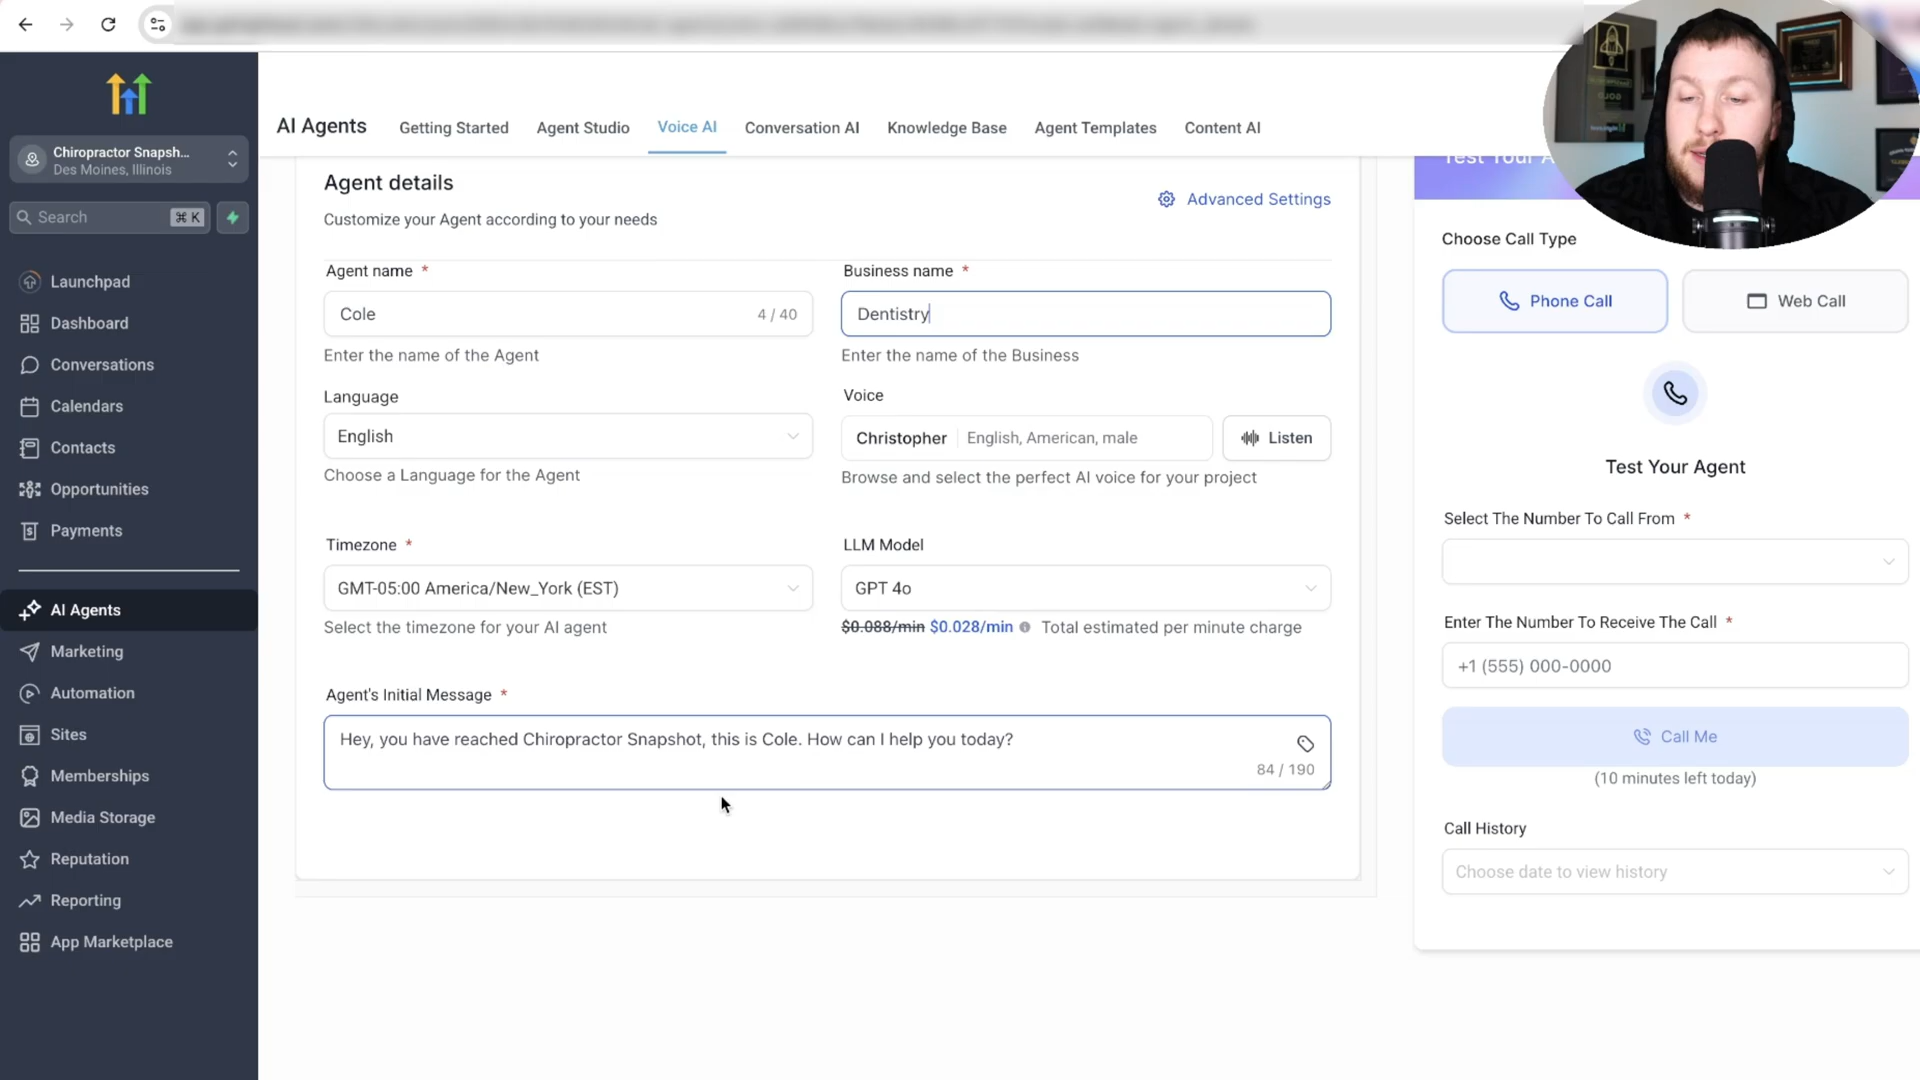 AI Agents
Getting Started
Agent Studio
Voice AI
Conversation AI
Knowledge Base
Agent Templates
Content AI
Chiropractor Snapsh...
Des Moines, Illinois
Search
⌘ K
Launchpad
Dashboard
Conversations
Calendars
Contacts
Opportunities
Payments
AI Agents
Marketing
Automation
Sites
Memberships
Media Storage
Reputation
Reporting
App Marketplace
Agent details
Customize your Agent according to your needs
Advanced Settings
Agent name *
Cole
4 / 40
Enter the name of the Agent
Business name *
Dentistry
Enter the name of the Business
Language
English
Choose a Language for the Agent
Voice
Christopher English, American, male
Listen
Browse and select the perfect AI voice for your project
Timezone *
GMT-05:00 America/New_York (EST)
Select the timezone for your AI agent
LLM Model
GPT 4o
$0.088/min $0.028/min Total estimated per minute charge
Agent's Initial Message *
Hey, you have reached Chiropractor Snapshot, this is Cole. How can I help you today?
84 / 190
Test Your A
Choose Call Type
Phone Call
Web Call
Test Your Agent
Select The Number To Call From *
Enter The Number To Receive The Call *
+1 (555) 000-0000
Call Me
(10 minutes left today)
Call History
Choose date to view history